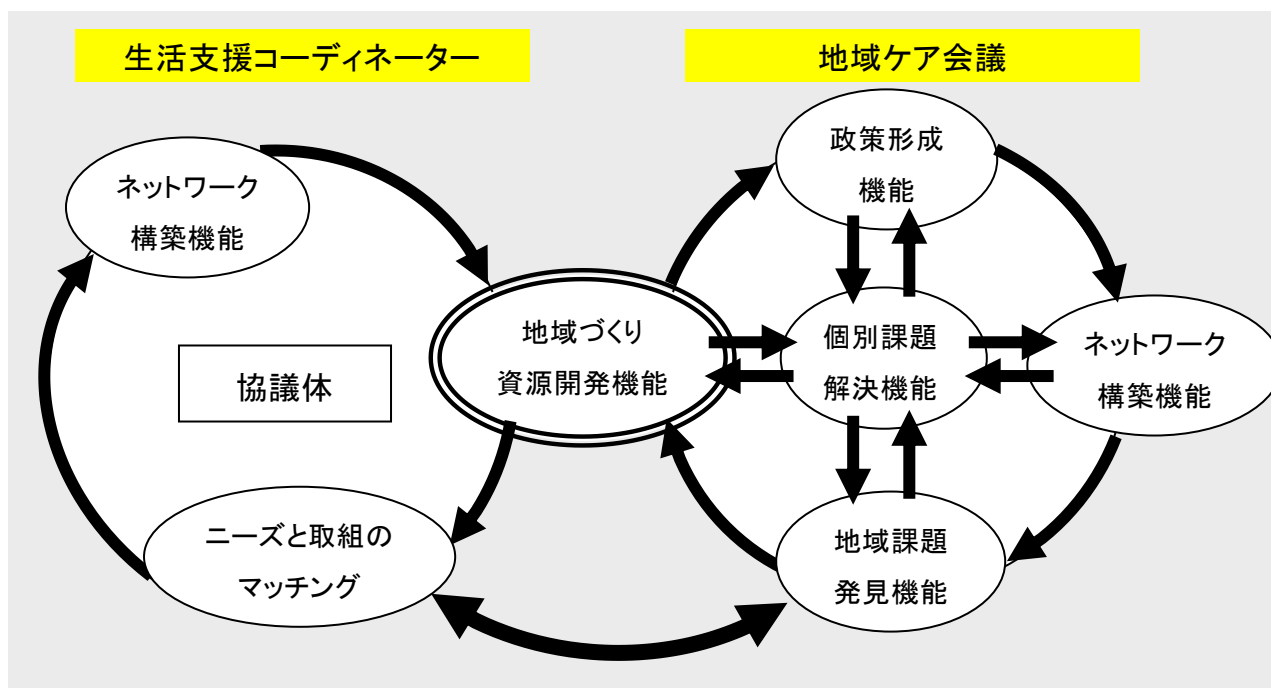 生活支援コーディネーター
地域ケア会議
ネットワーク
構築機能
協議体
ニーズと取組の
マッチング
地域づくり
資源開発機能
政策形成
機能
個別課題
解決機能
ネットワーク
構築機能
地域課題
発見機能